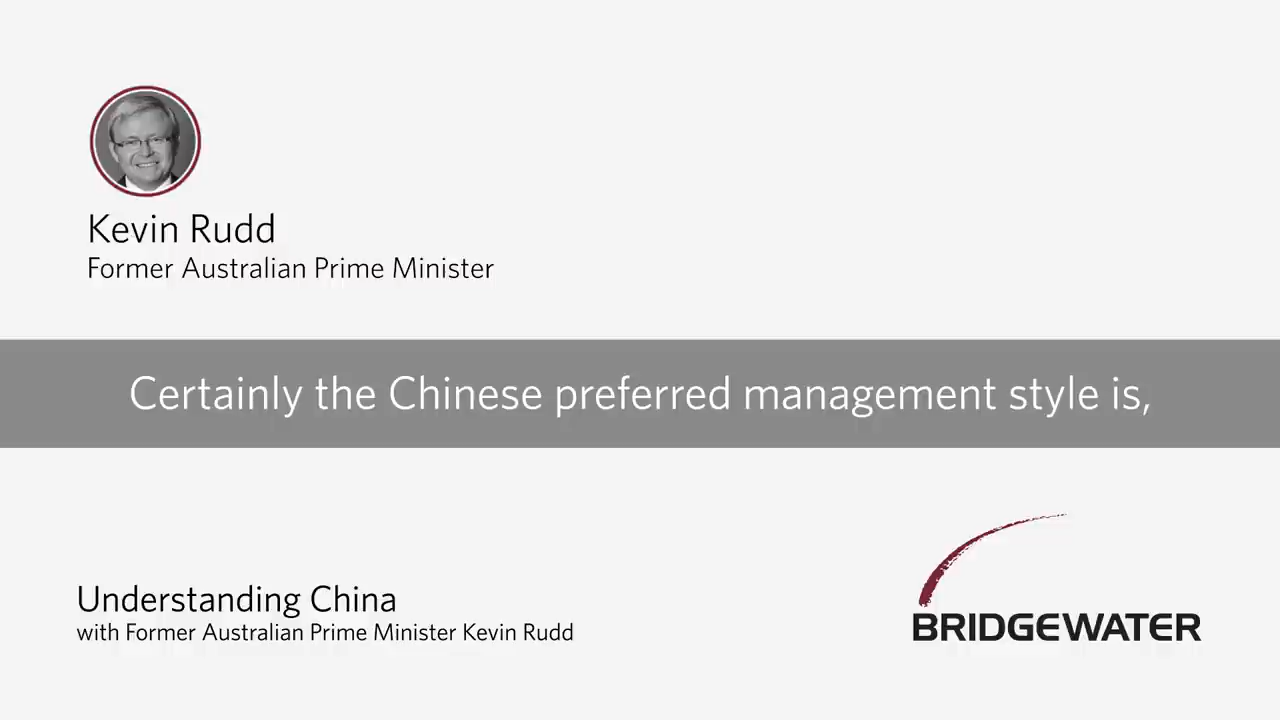 Kevin Rudd
Former Australian Prime Minister
Certainly the Chinese preferred management style is,
Understanding China
with Former Australian Prime Minister Kevin Rudd
BRIDGEWATER